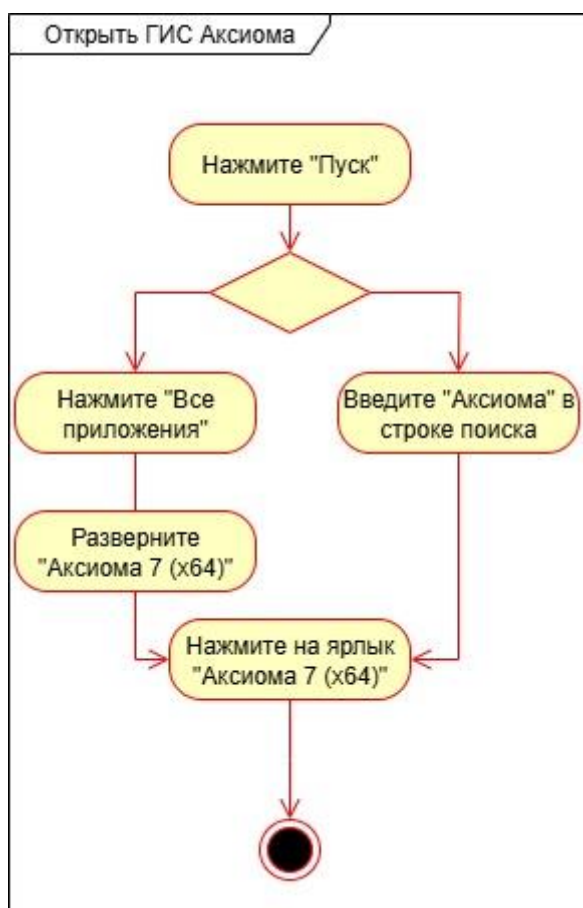 Открыть ГИС Аксиома
Нажмите "Пуск"
Нажмите "Все
приложения"
Введите "Аксиома" в
строке поиска
Разверните
"Аксиома 7 (x64)"
Нажмите на ярлык
"Аксиома 7 (x64)"